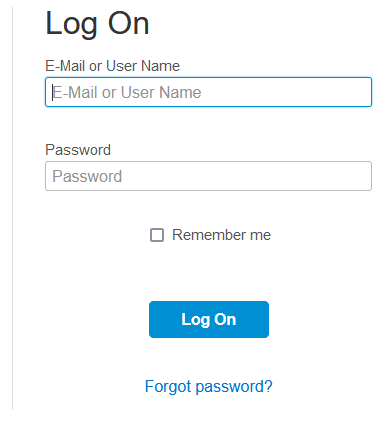 Log On
E-Mail or User Name
E-Mail or User Name
Password
Password
Remember me
Log On
Forgot password?